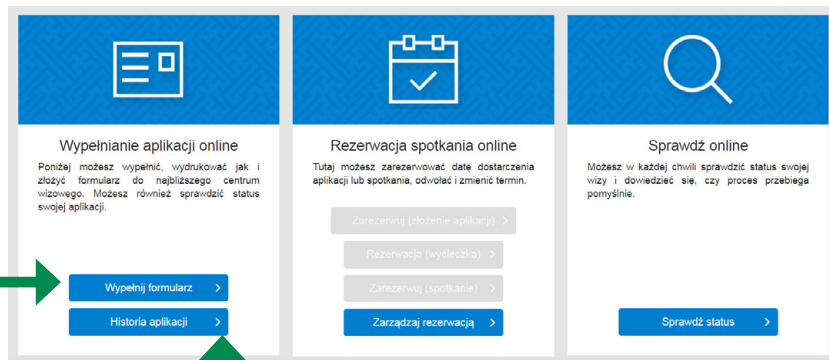 Wypełnianie aplikacji online
Poniżej możesz wypełnić, wydrukować jak i
złożyć formularz do najbliższego centrum
wizowego. Możesz również sprawdzić status
swojej aplikacji.
Wypełnij formularz >
Historia aplikacji >
Rezerwacja spotkania online
Tutaj możesz zarezerwować datę dostarczenia
aplikacji lub spotkania, odwołać i zmienić termin.
Zarezerwuj (złożenie aplikacji) >
Rezerwacja (wycieczka) >
Zarezerwuj (spotkanie) >
Zarządzaj rezerwacją >
Sprawdź online
Możesz w każdej chwili sprawdzić status swojej
wizy i dowiedzieć się, czy proces przebiega
pomyślnie.
Sprawdź status >